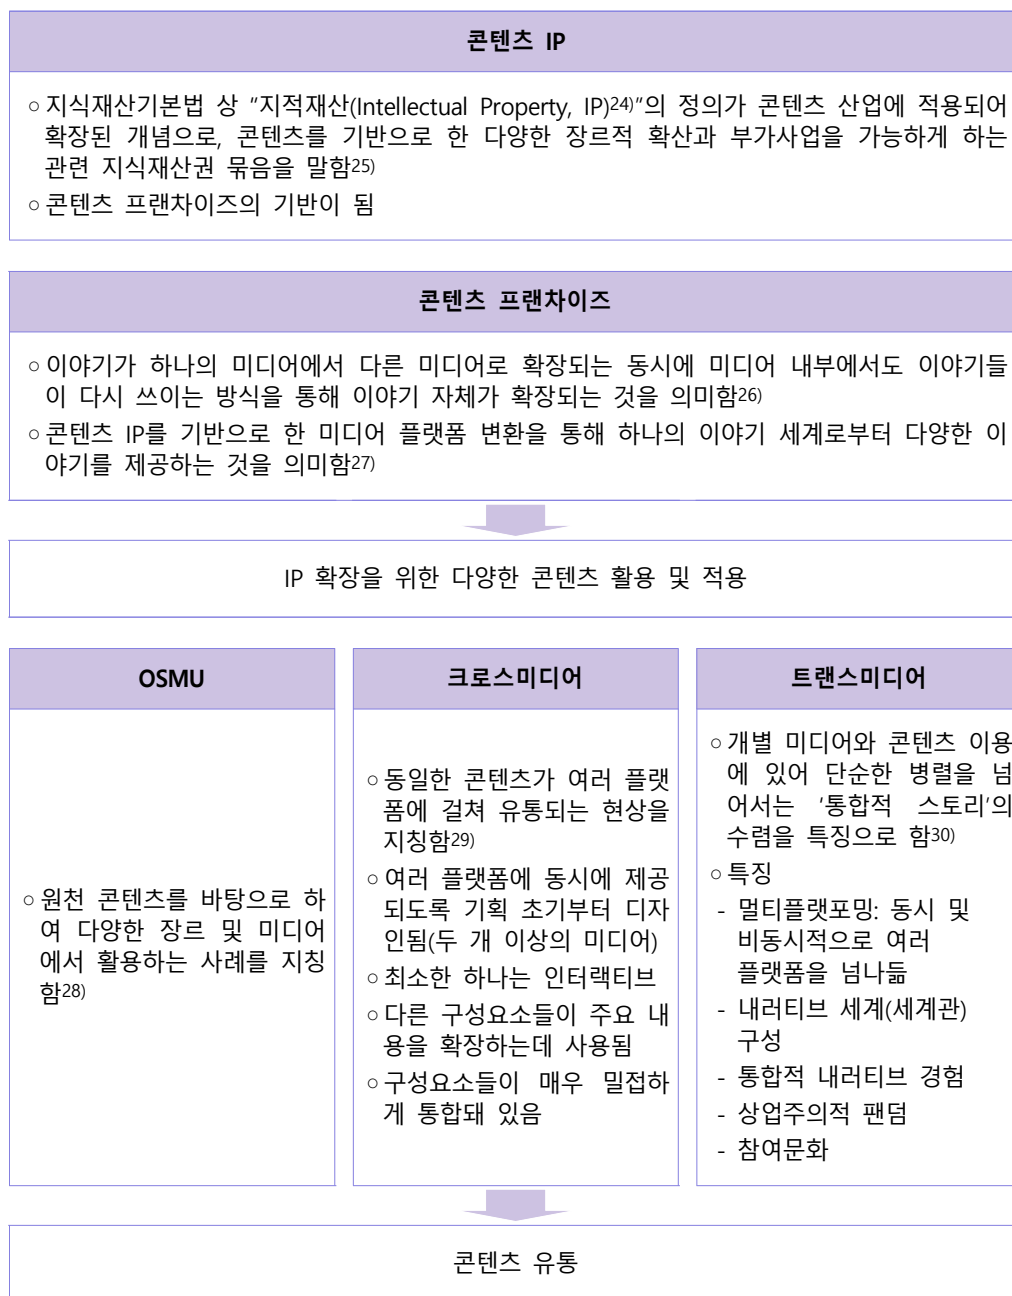 콘텐츠 IP
○ 지식재산기본법 상 “지적재산(Intellectual Property, IP)24)”의 정의가 콘텐츠 산업에 적용되어
확장된 개념으로, 콘텐츠를 기반으로 한 다양한 장르적 확산과 부가사업을 가능하게 하는
관련 지식재산권 묶음을 말함25)
○ 콘텐츠 프랜차이즈의 기반이 됨
콘텐츠 프랜차이즈
○ 이야기가 하나의 미디어에서 다른 미디어로 확장되는 동시에 미디어 내부에서도 이야기들
이 다시 쓰이는 방식을 통해 이야기 자체가 확장되는 것을 의미함26)
○ 콘텐츠 IP를 기반으로 한 미디어 플랫폼 변환을 통해 하나의 이야기 세계로부터 다양한 이
야기를 제공하는 것을 의미함27)
IP 확장을 위한 다양한 콘텐츠 활용 및 적용
OSMU
○ 원천 콘텐츠를 바탕으로 하
여 다양한 장르 및 미디어
에서 활용하는 사례를 지칭
함28)
크로스미디어
○ 동일한 콘텐츠가 여러 플랫
폼에 걸쳐 유통되는 현상을
지칭함29)
○ 여러 플랫폼에 동시에 제공
되도록 기획 초기부터 디자
인됨(두 개 이상의 미디어)
○ 최소한 하나는 인터랙티브
○ 다른 구성요소들이 주요 내
용을 확장하는데 사용됨
○ 구성요소들이 매우 밀접하
게 통합돼 있음
트랜스미디어
○ 개별 미디어와 콘텐츠 이용
에 있어 단순한 병렬을 넘
어서는 ‘통합적 스토리’의
수렴을 특징으로 함30)
○ 특징
- 멀티플랫포밍: 동시 및
비동시적으로 여러
플랫폼을 넘나듦
- 내러티브 세계(세계관)
구성
- 통합적 내러티브 경험
- 상업주의적 팬덤
- 참여문화
콘텐츠 유통